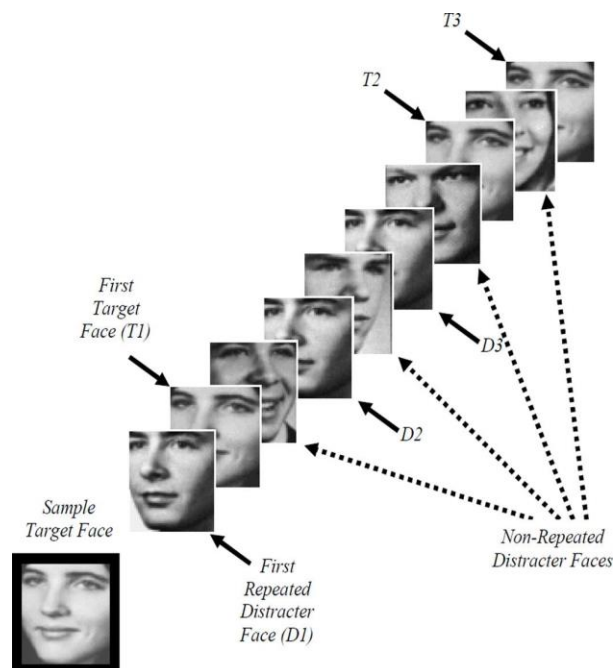 T3
T2
First
Target
Face (T1)
D3
D2
Sample
Target Face
First
Repeated
Distracter
Face (D1)
Non-Repeated
Distracter Faces